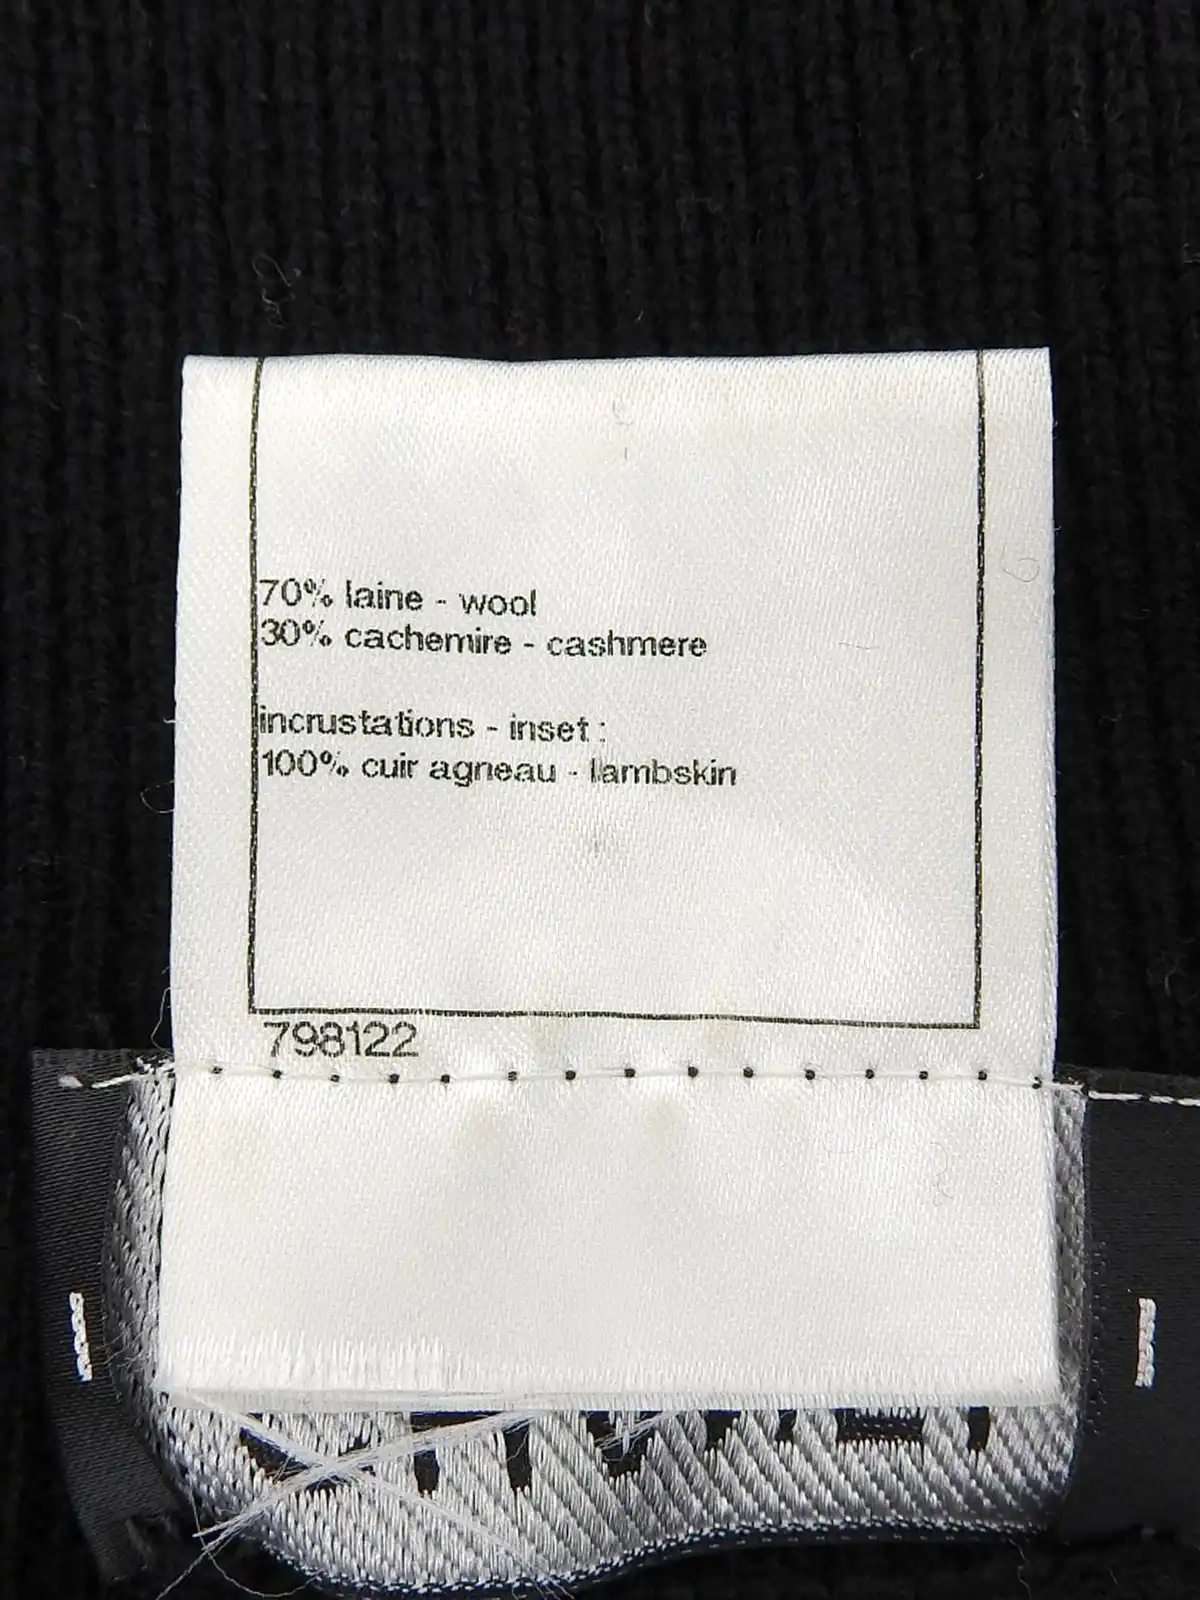 70% laine - wool
30% cachemire - cashmere
incrustations - inset :
100% cuir agneau - lambskin
798122